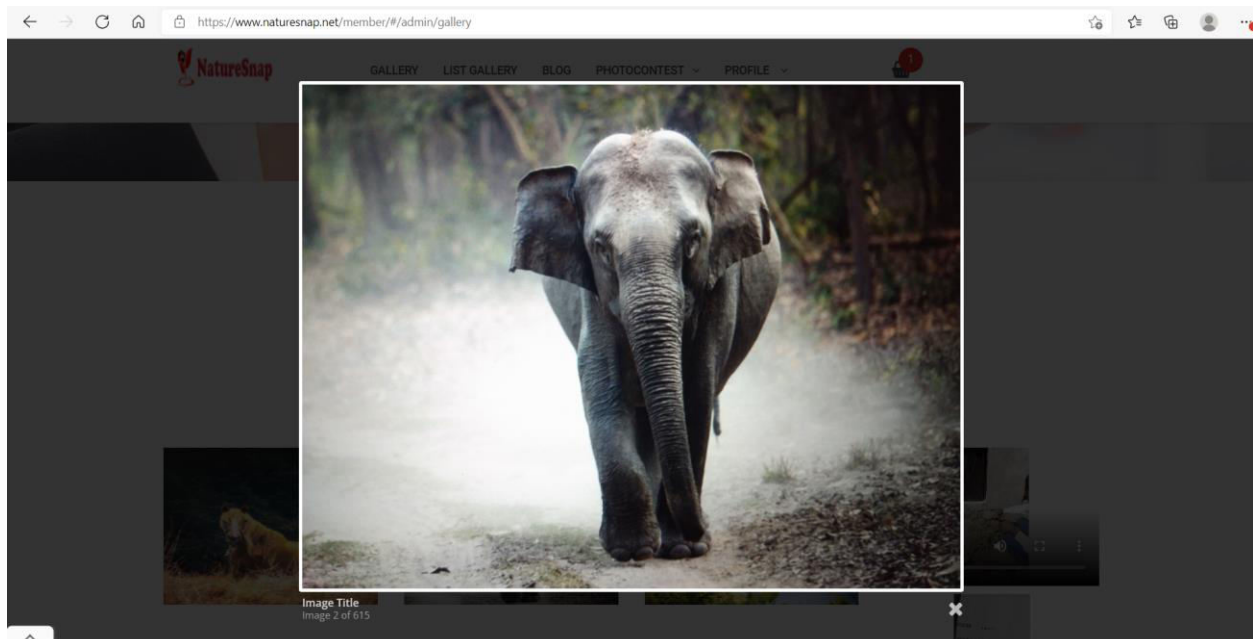 https://www.naturesnap.net/member/#/admin/gallery
NatureSnap
GALLERY LIST GALLERY BLOG PHOTOCONTEST PROFILE
1
Image Title
Image 2 of 615